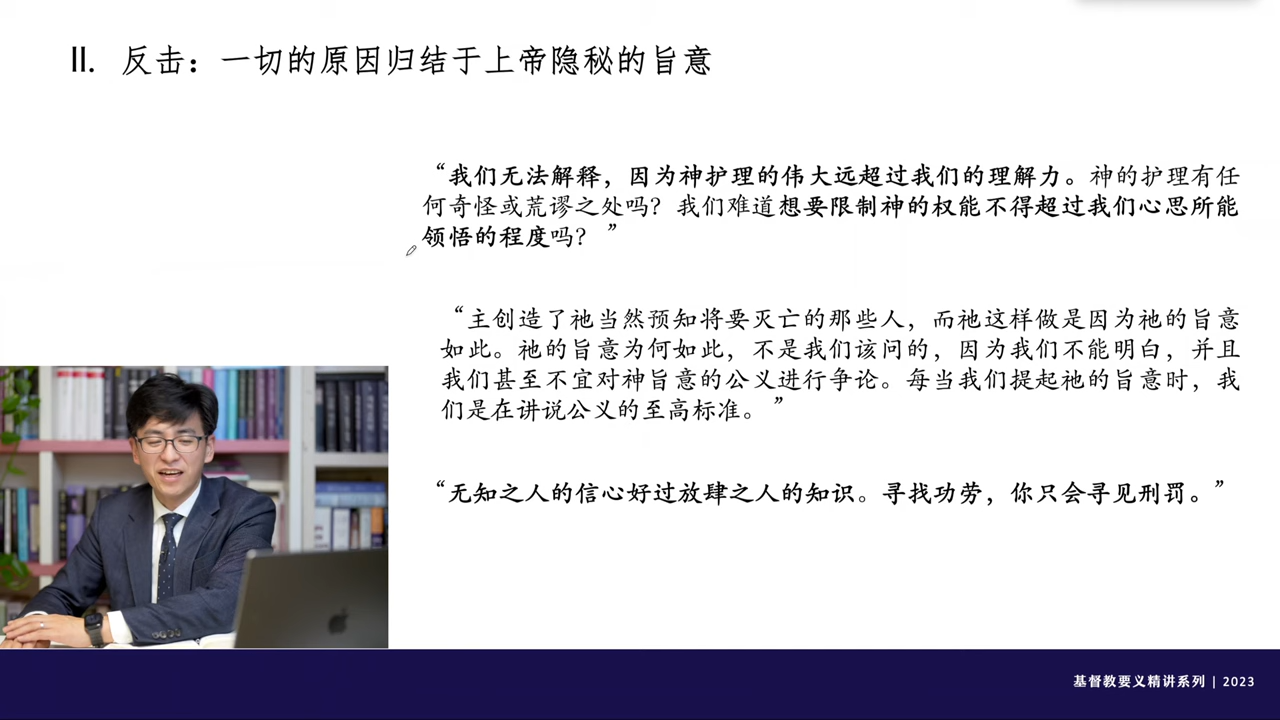 II. 反击：一切的原因归结于上帝隐秘的旨意
“我们无法解释，因为神护理的伟大远超过我们的理解力。神的护理有任
何奇怪或荒谬之处吗？我们难道想要限制神的权能不得超过我们心思所能
领悟的程度吗？”
“主创造了祂当然预知将要灭亡的那些人，而祂这样做是因为祂的旨意
如此。祂的旨意为何如此，不是我们该问的，因为我们不能明白，并且
我们甚至不宜对神旨意的公义进行争论。每当我们提起祂的旨意时，我
们是在讲说公义的至高标准。”
“无知之人的信心好过放肆之人的知识。寻找功劳，你只会寻见刑罚。”
基督教要义精讲系列 | 2023